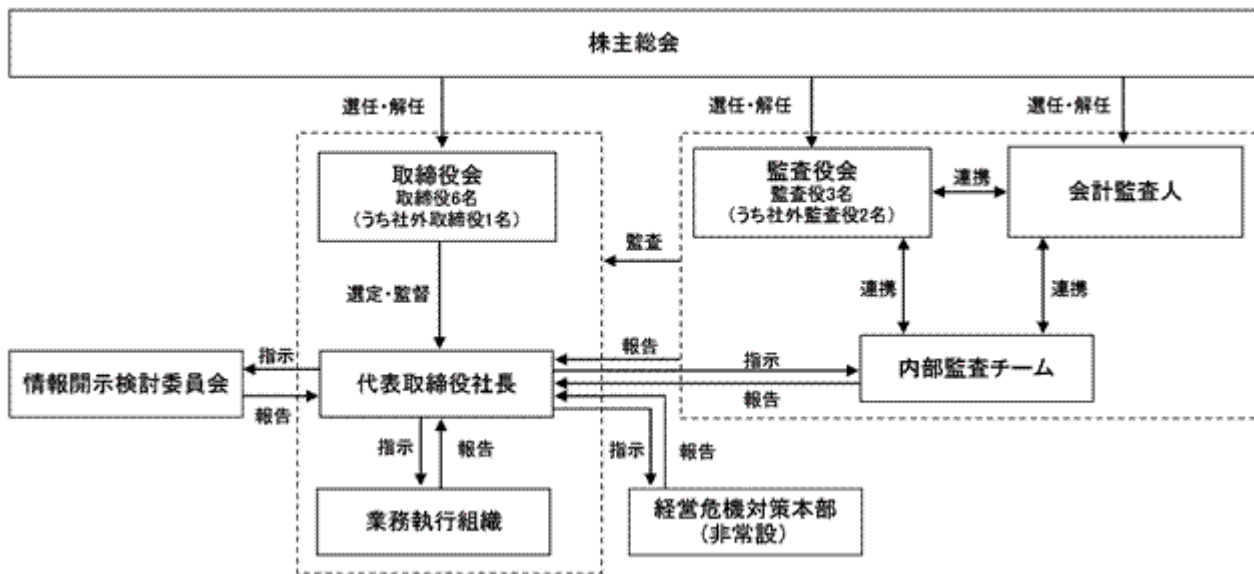 株主総会
選任・解任
選任・解任
選任・解任
取締役会
取締役6名
(うち社外取締役1名)
監査役会
監査役3名
(うち社外監査役2名)
連携
会計監査人
監査
選定・監督
連携
連携
情報開示検討委員会
指示
報告
代表取締役社長
報告
指示
報告
内部監査チーム
指示
報告
指示
報告
業務執行組織
経営危機対策本部
(非常設)